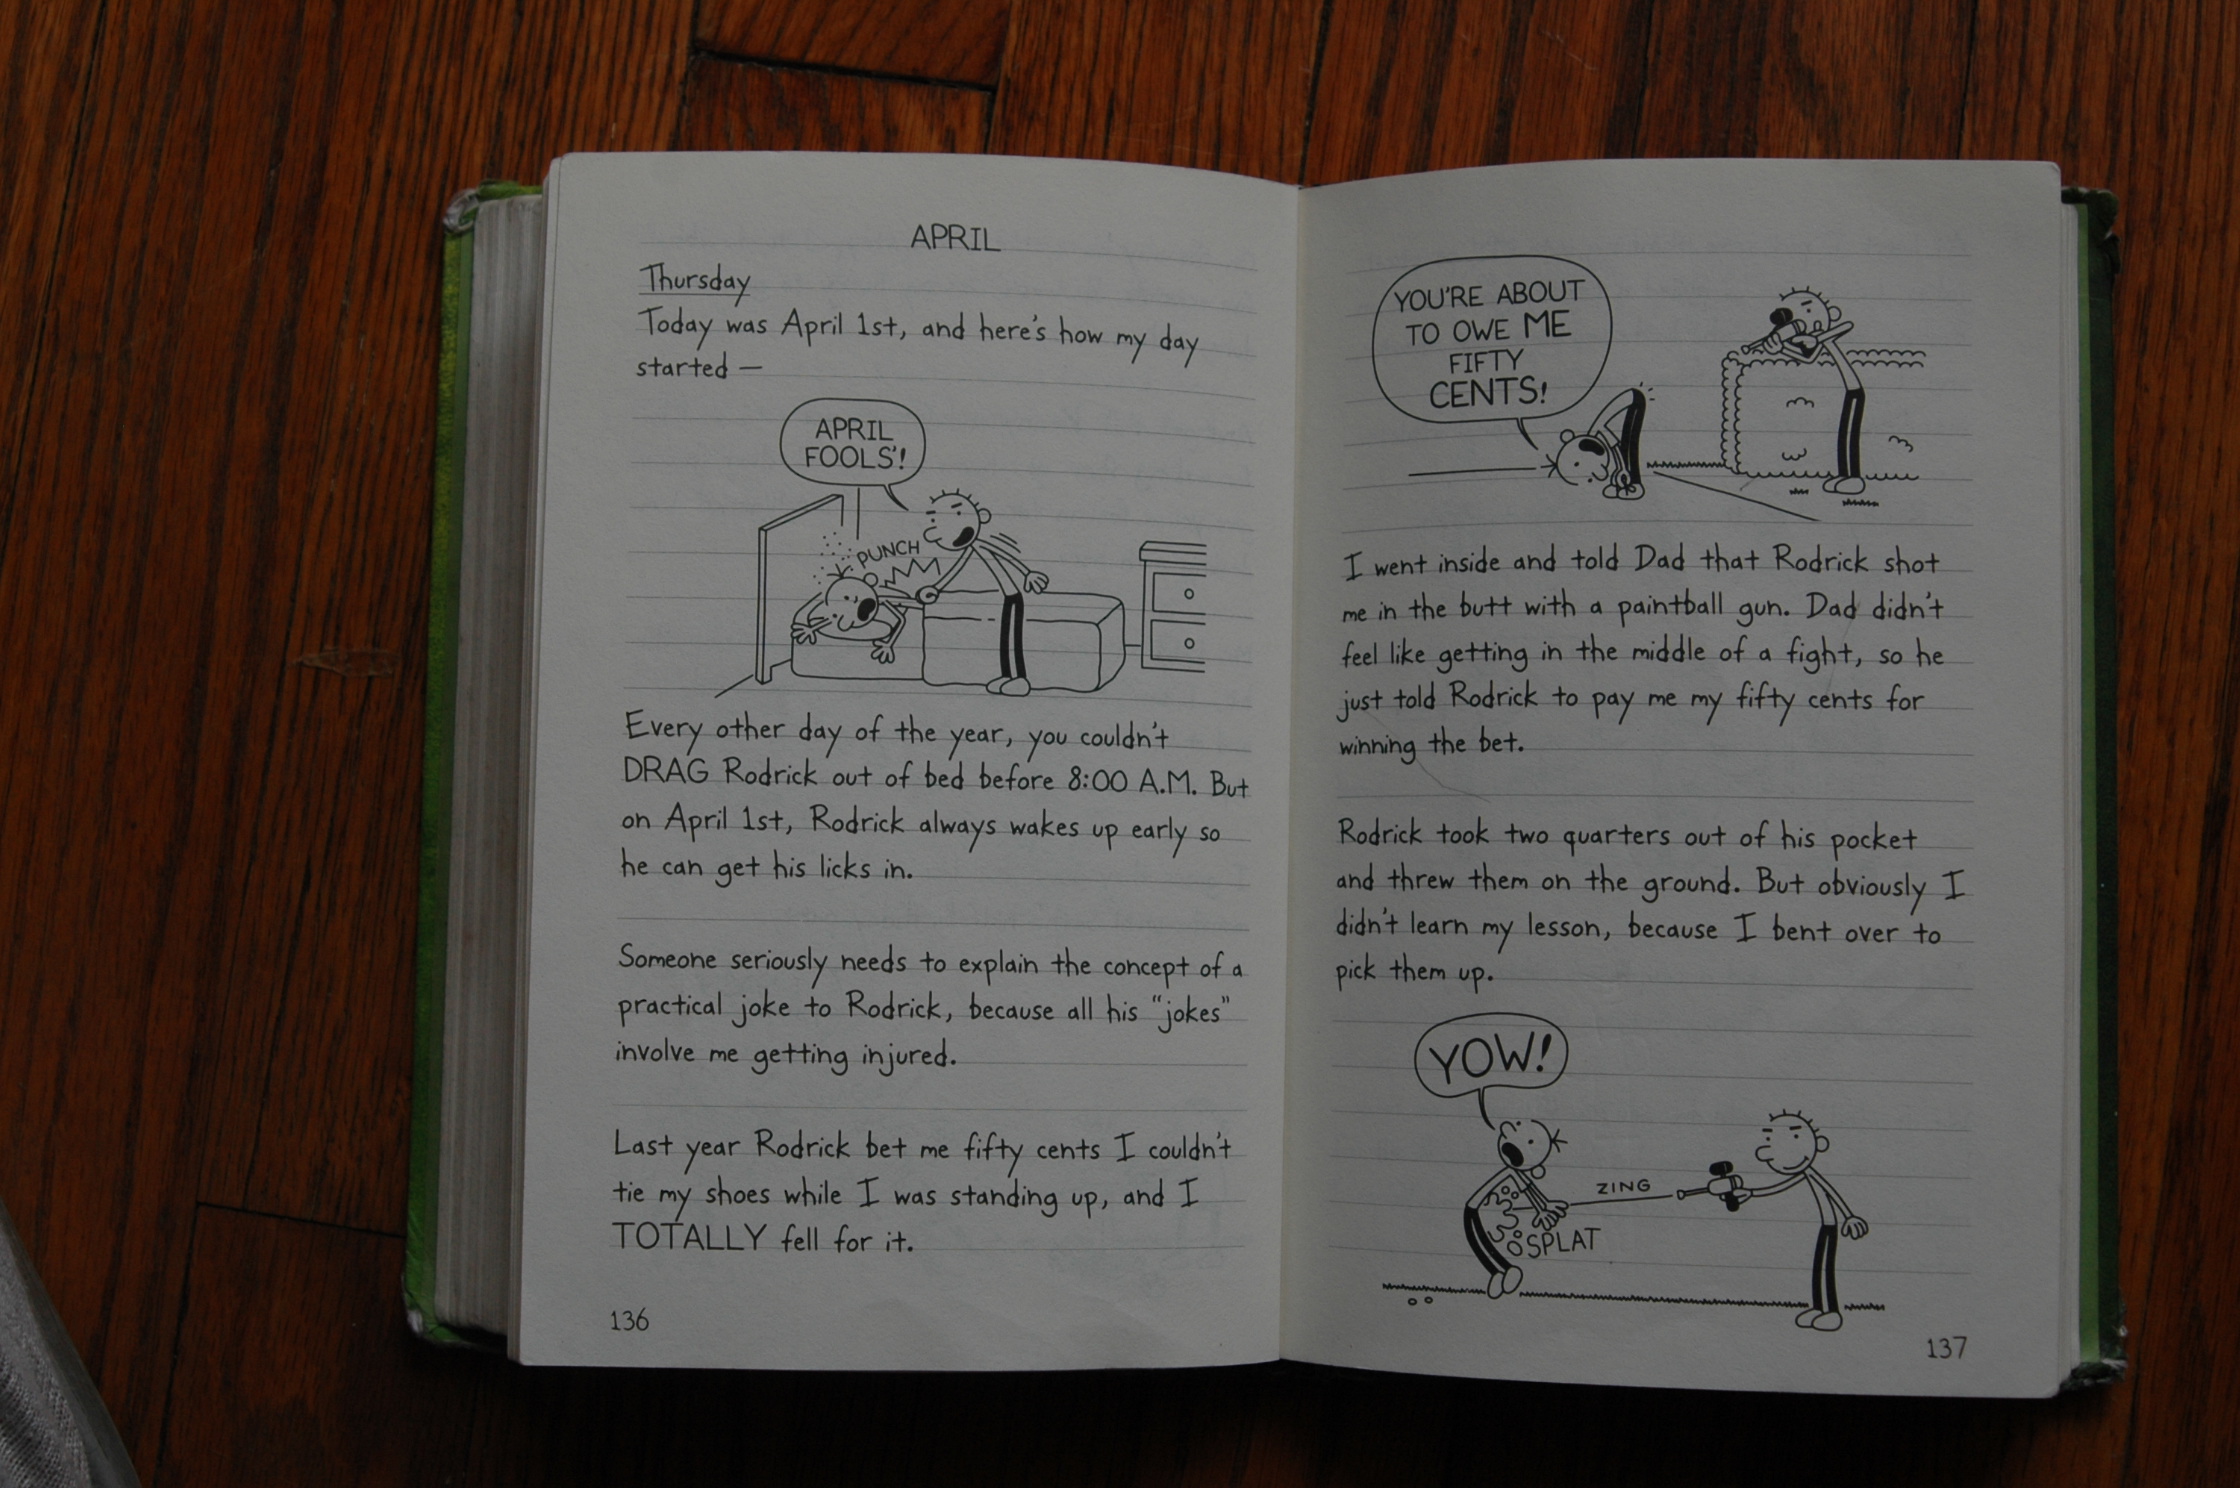 APRIL
Thursday
Today was April 1st, and here's how my day
started —
APRIL
FOOLS'!
PUNCH
Every other day of the year, you couldn't
DRAG Rodrick out of bed before 8:00 A.M. But
on April 1st, Rodrick always wakes up early so
he can get his licks in.
Someone seriously needs to explain the concept of a
practical joke to Rodrick, because all his "jokes"
involve me getting injured.
Last year Rodrick bet me fifty cents I couldn't
tie my shoes while I was standing up, and I
TOTALLY fell for it.
136
YOU'RE ABOUT
TO OWE ME
FIFTY
CENTS!
I went inside and told Dad that Rodrick shot
me in the butt with a paintball gun. Dad didn't
feel like getting in the middle of a fight, so he
just told Rodrick to pay me my fifty cents for
winning the bet.
Rodrick took two quarters out of his pocket
and threw them on the ground. But obviously I
didn't learn my lesson, because I bent over to
pick them up.
YOW!
ZING
SPLAT
137